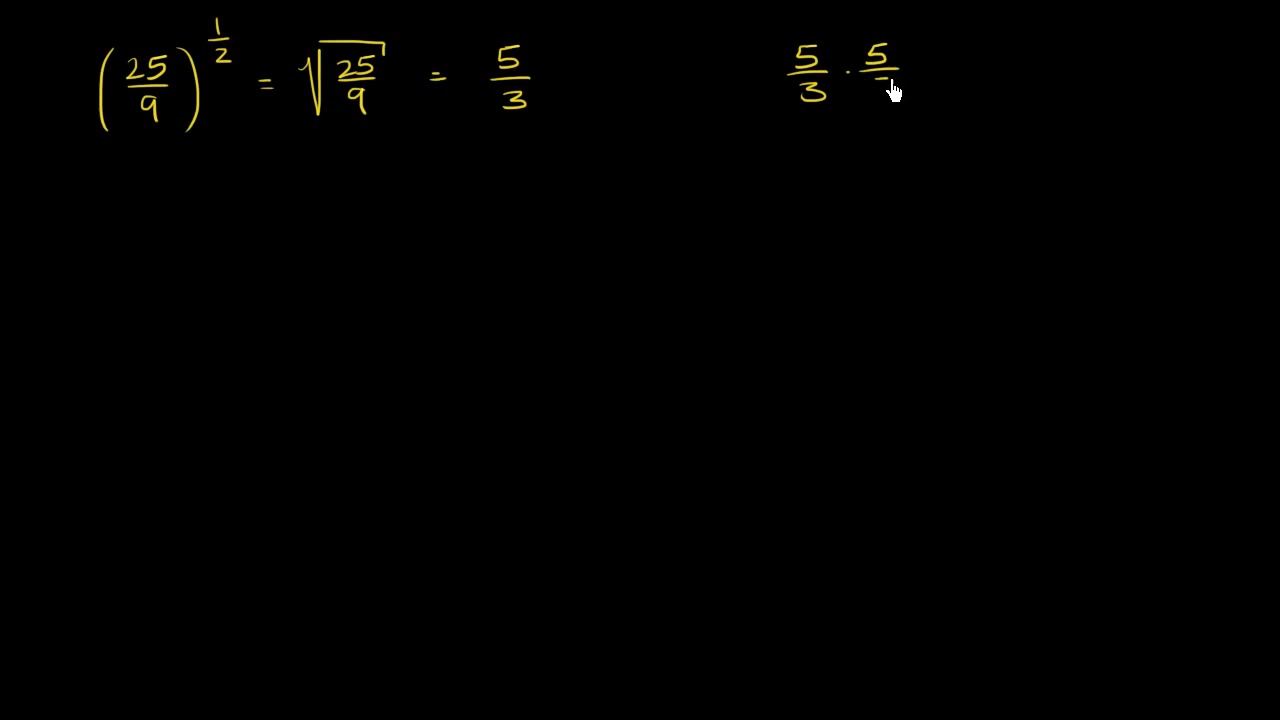 (25/9)^(1/2) = √(25/9) = 5/3    5/3 · 5/